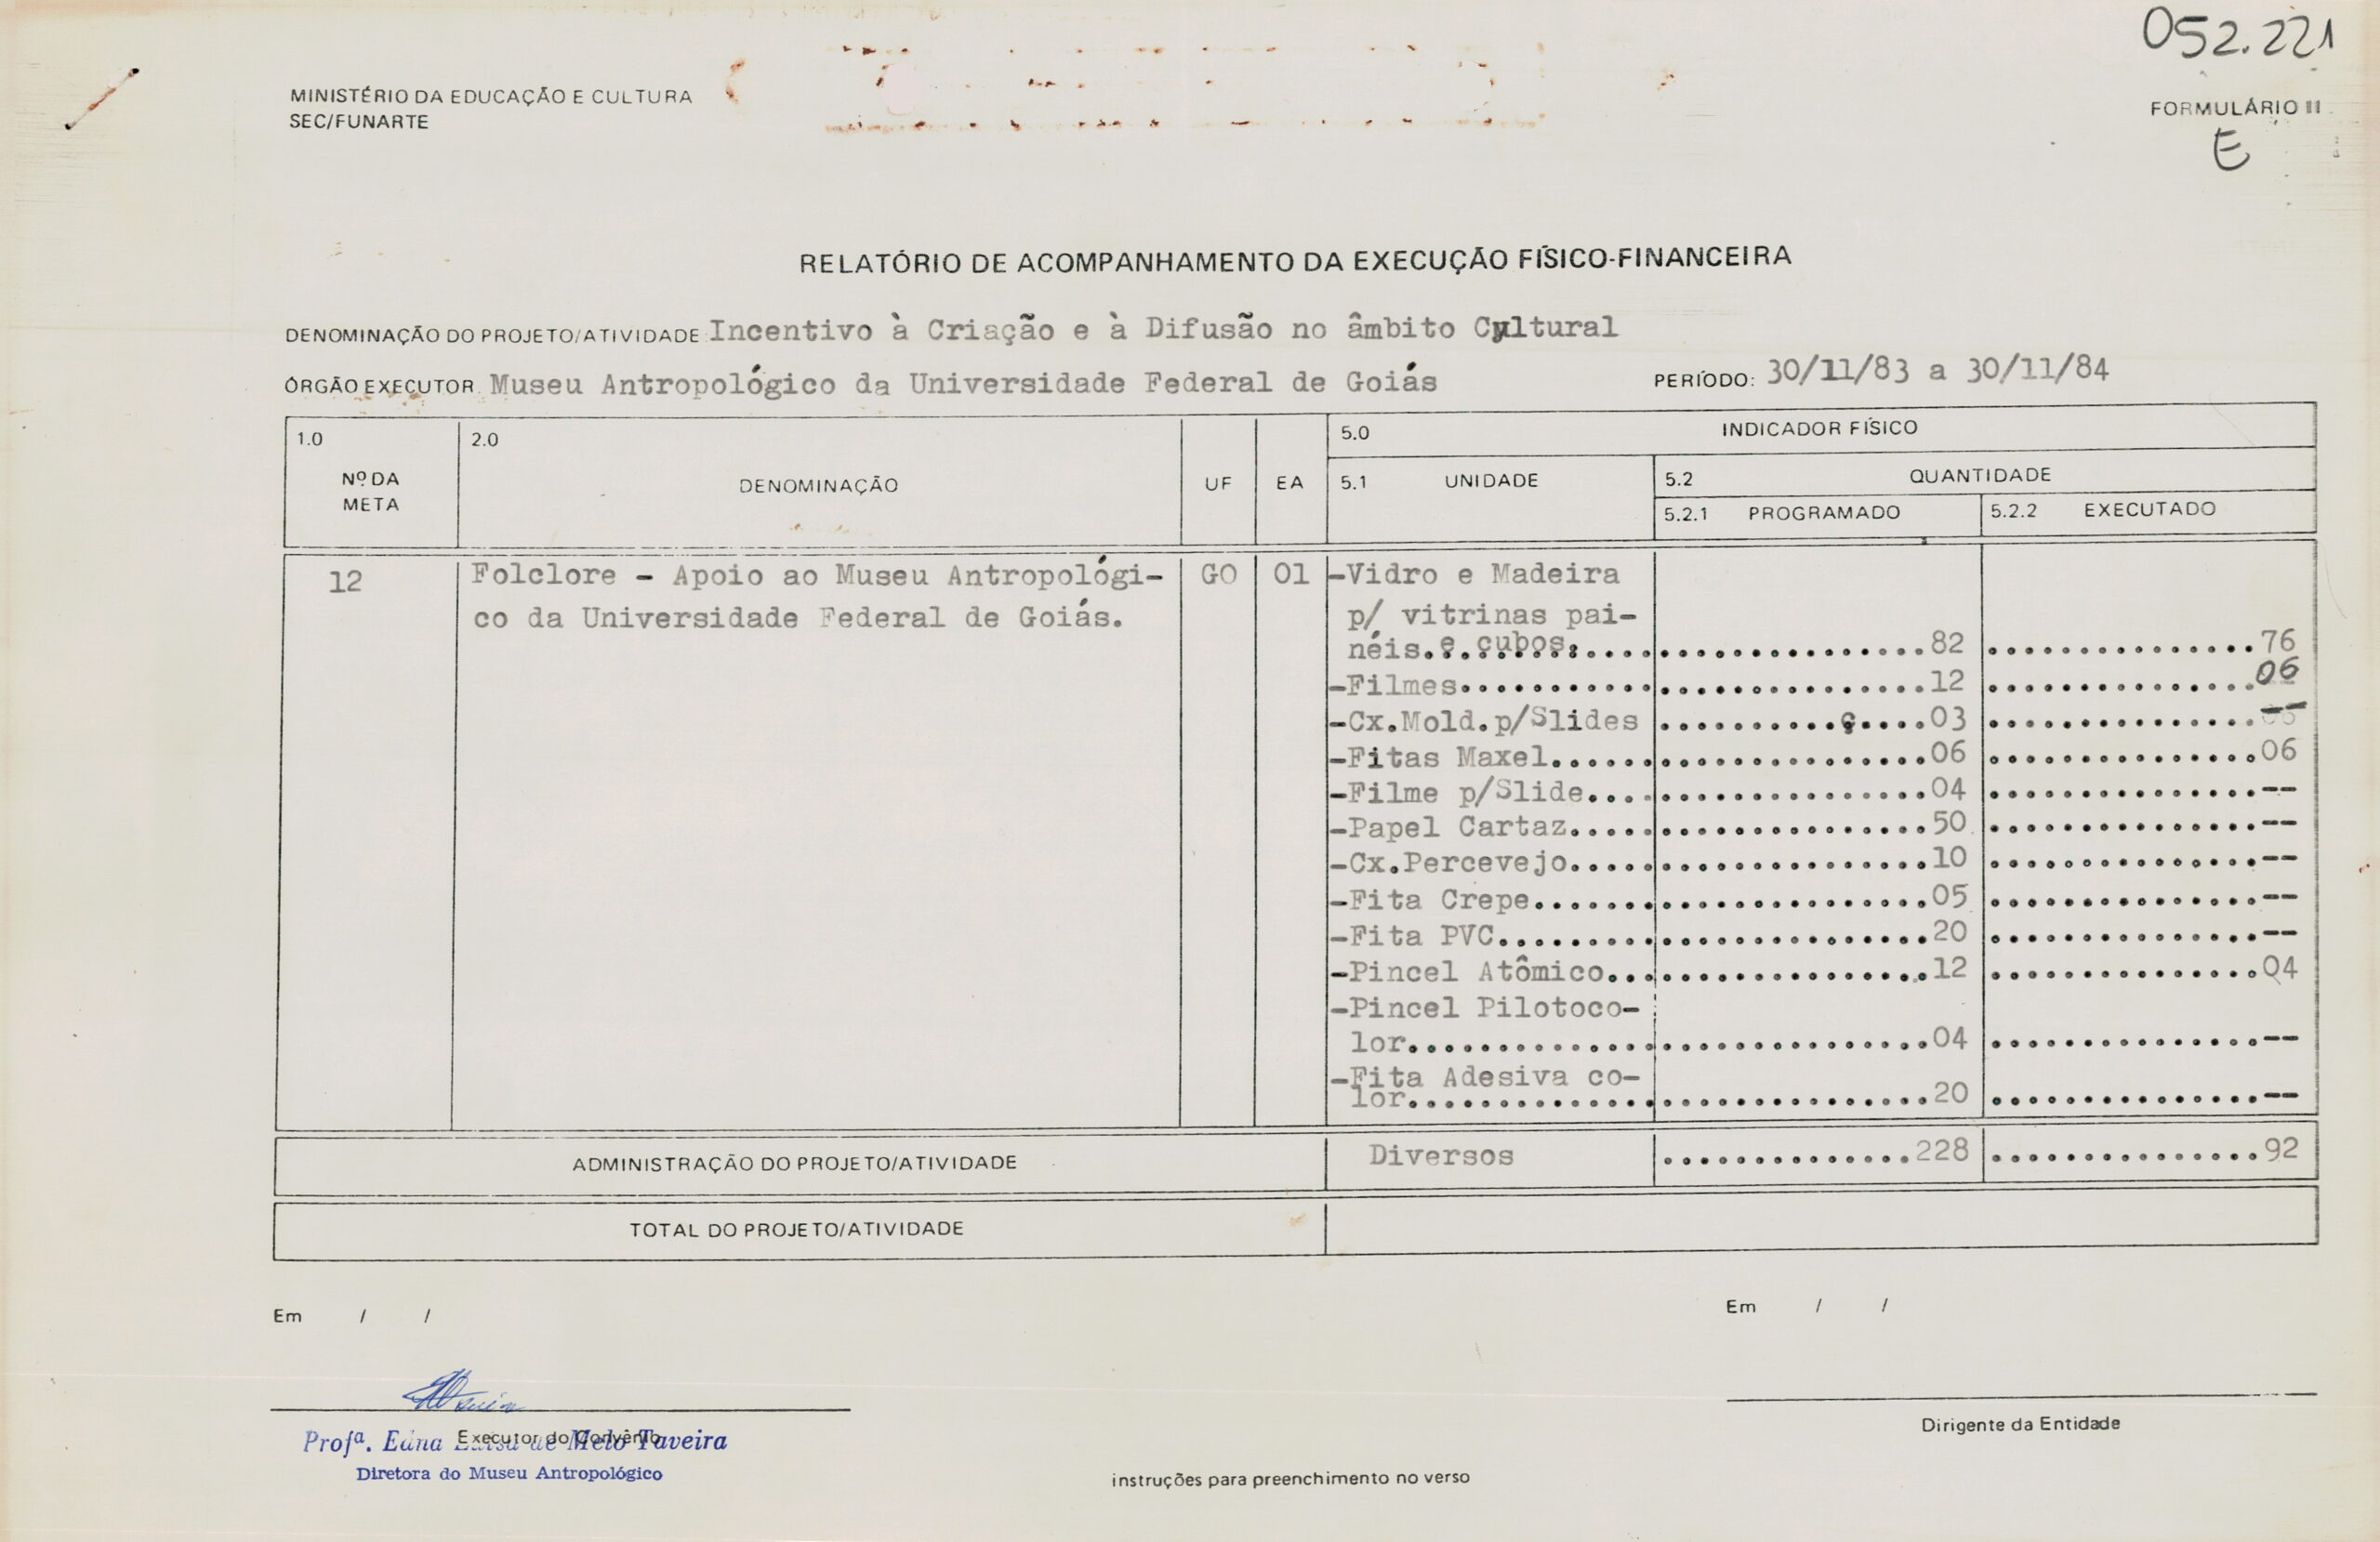 052.221
MINISTÉRIO DA EDUCAÇÃO E CULTURA
SEC/FUNARTE
FORMULÁRIO II
E
RELATÓRIO DE ACOMPANHAMENTO DA EXECUÇÃO FÍSICO-FINANCEIRA
DENOMINAÇÃO DO PROJETO/ATIVIDADE: Incentivo à Criação e à Difusão no âmbito Cultural
ÓRGÃO EXECUTOR: Museu Antropológico da Universidade Federal de Goiás PERÍODO: 30/11/83 a 30/11/84
1.0 2.0 5.0 INDICADOR FÍSICO
Nº DA META DENOMINAÇÃO UF EA 5.1 UNIDADE 5.2 QUANTIDADE
5.2.1 PROGRAMADO 5.2.2 EXECUTADO
12 Folclore - Apoio ao Museu Antropológi- GO 01 -Vidro e Madeira
co da Universidade Federal de Goiás. p/ vitrinas pai-
néis e cubos. 82 76
-Filmes 12 06
-Cx.Mold.p/Slides 03 --
-Fitas Maxel 06 06
-Filme p/Slide 04 --
-Papel Cartaz 50 --
-Cx.Percevejo 10 --
-Fita Crepe 05 --
-Fita PVC 20 --
-Pincel Atômico 12 04
-Pincel Pilotoco-
lor 04 --
-Fita Adesiva co-
lor 20 --
ADMINISTRAÇÃO DO PROJETO/ATIVIDADE Diversos 228 92
TOTAL DO PROJETO/ATIVIDADE
Em / / Em / /
Executor do Convênio
Profª. Edna Luisa de Melo Taveira
Diretora do Museu Antropológico
Dirigente da Entidade
instruções para preenchimento no verso